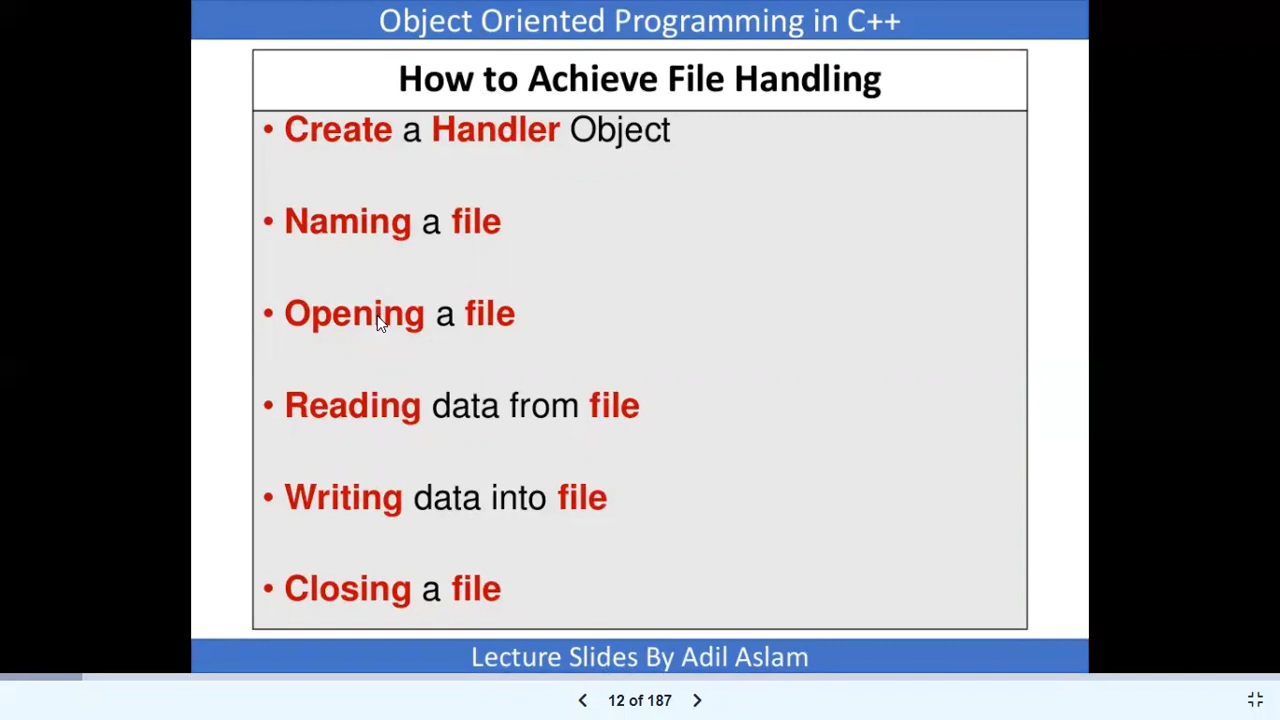 Object Oriented Programming in C++
How to Achieve File Handling
• Create a Handler Object
• Naming a file
• Opening a file
• Reading data from file
• Writing data into file
• Closing a file
Lecture Slides By Adil Aslam
12 of 187